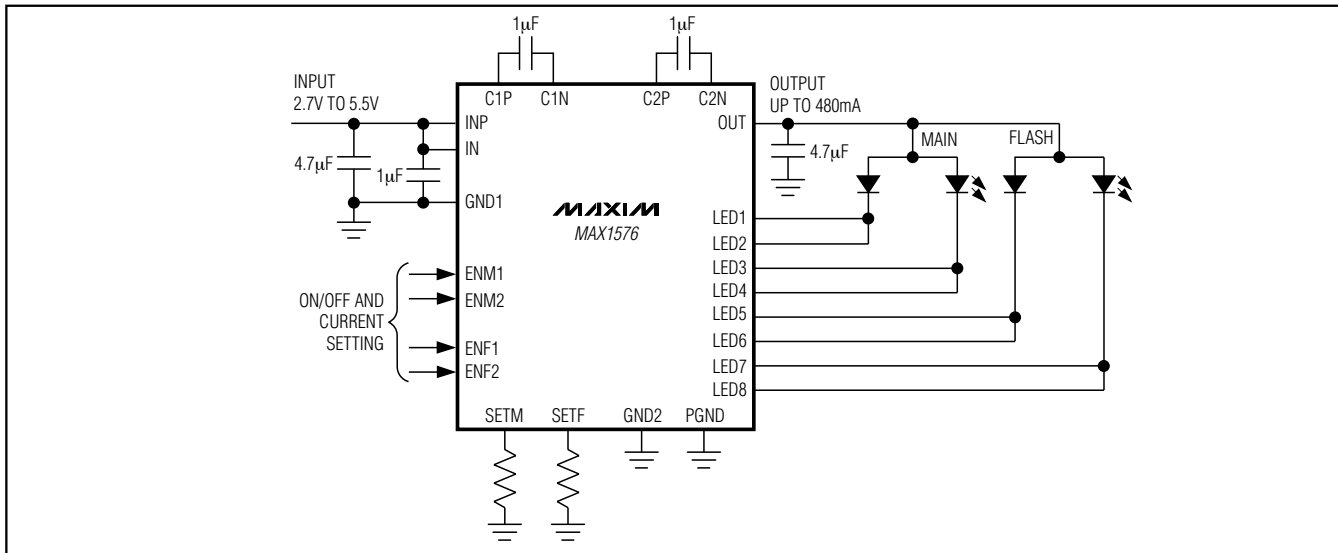 1µF
1µF
INPUT
2.7V TO 5.5V
C1P
C1N
C2P
C2N
OUTPUT
UP TO 480mA
INP
OUT
MAIN
FLASH
IN
4.7µF
1µF
4.7µF
GND1
MAXIM
MAX1576
LED1
LED2
LED3
LED4
LED5
LED6
LED7
LED8
ENM1
ENM2
ON/OFF AND
CURRENT
SETTING
ENF1
ENF2
SETM
SETF
GND2
PGND